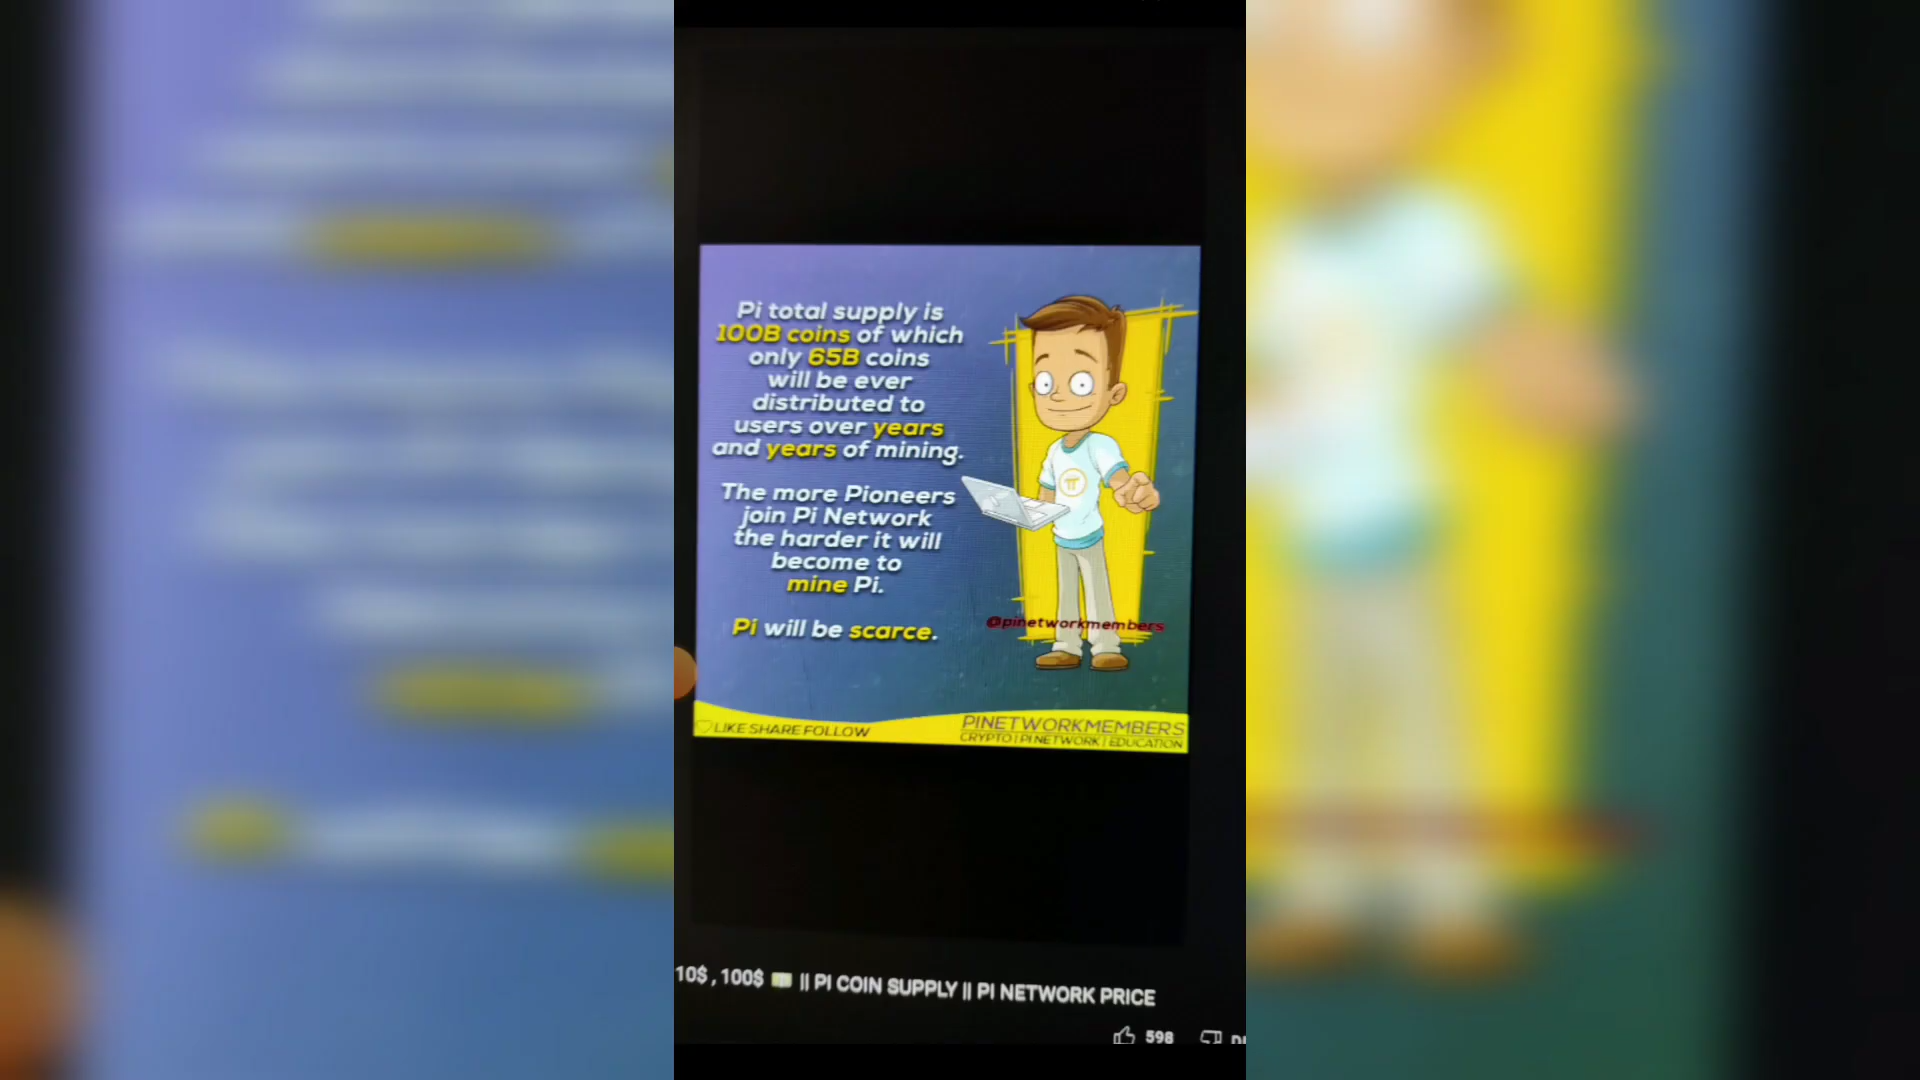 Pi total supply is
100B coins of which
only 65B coins
will be ever
distributed to
users over years
and years of mining.
The more Pioneers
join Pi Network
the harder it will
become to
mine Pi.
Pi will be scarce.
@pinetworkmembers
LIKE SHARE FOLLOW
PINETWORKMEMBERS
CRYPTO | PI NETWORK | EDUCATION
10$ , 100$ 💵 || PI COIN SUPPLY || PI NETWORK PRICE
598